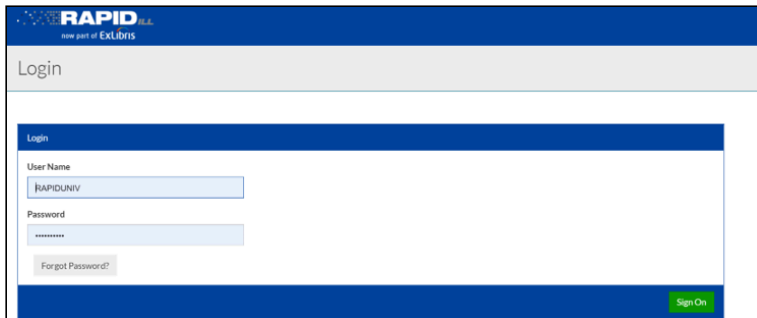 RAPID ILL
now part of ExLibris
Login
Login
User Name
RAPIDUNIV
Password
••••••••••
Forgot Password?
Sign On